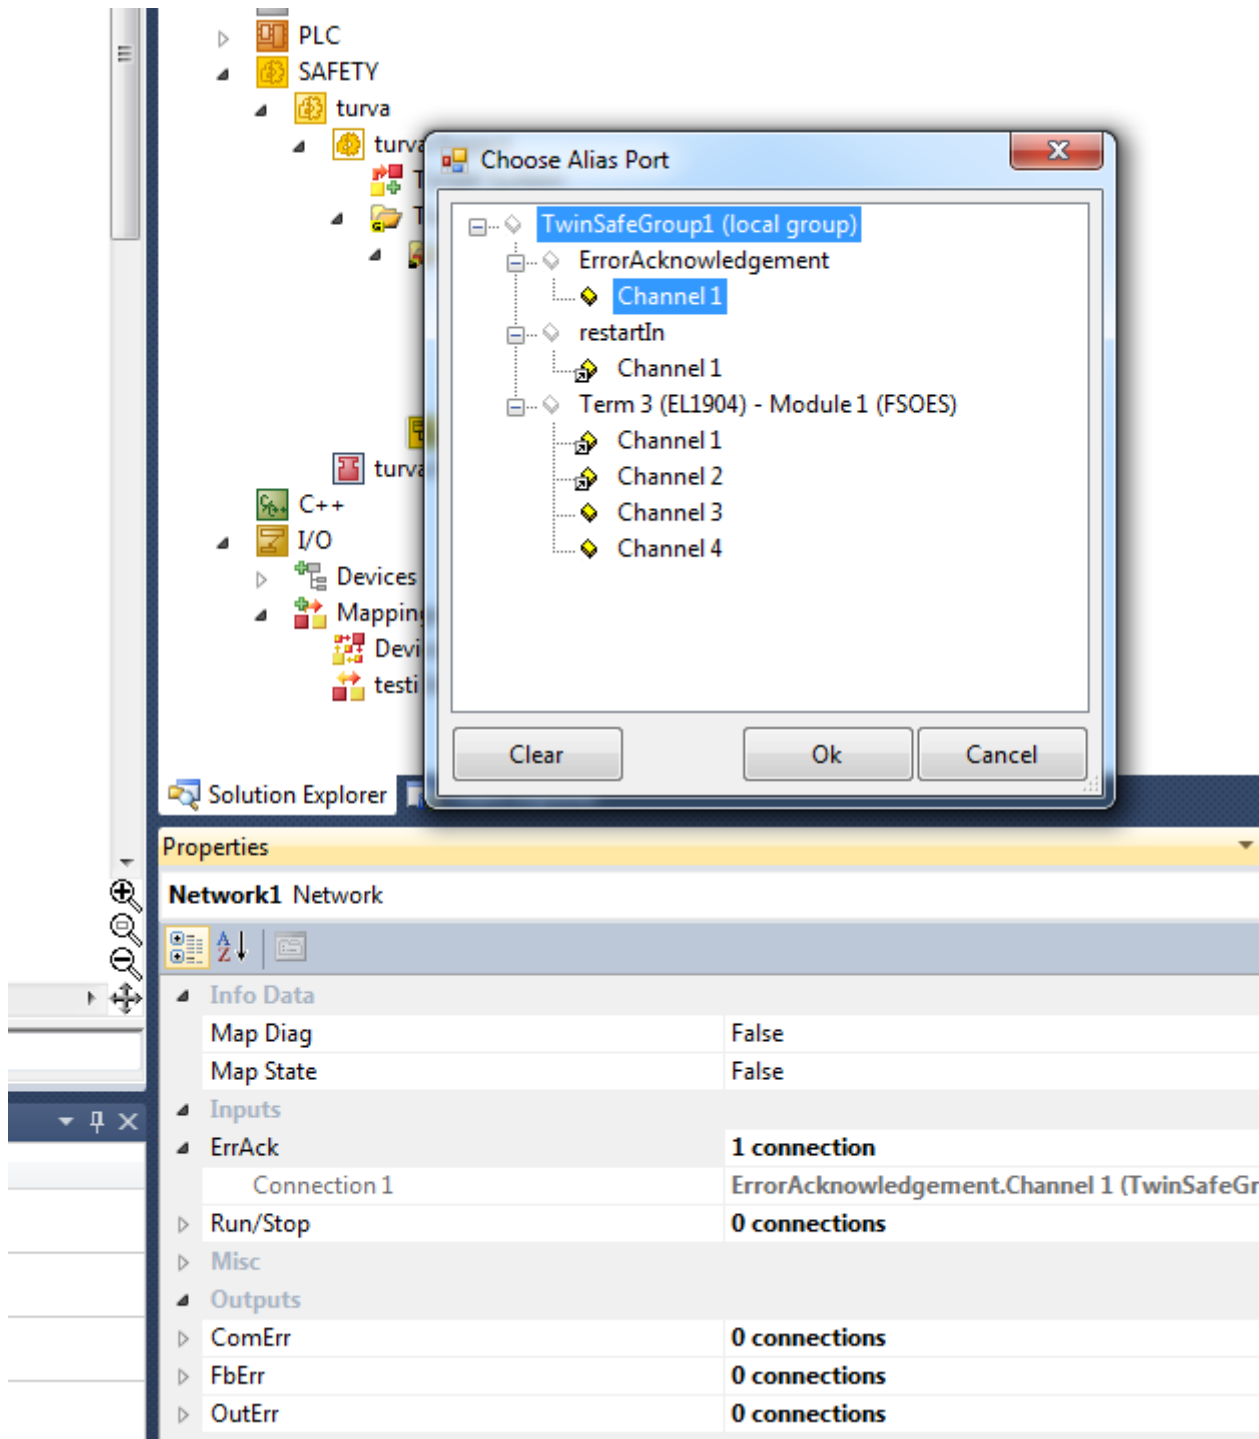 PLC
SAFETY
turva
turva
Choose Alias Port
TwinSafeGroup1 (local group)
ErrorAcknowledgement
Channel 1
restartIn
Channel 1
Term 3 (EL1904) - Module 1 (FSOES)
Channel 1
Channel 2
Channel 3
Channel 4
Clear
Ok
Cancel
turva
C++
I/O
Devices
Mapping
Devi
testi
Solution Explorer
Properties
Network1 Network
Info Data
Map Diag False
Map State False
Inputs
ErrAck 1 connection
Connection 1 ErrorAcknowledgement.Channel 1 (TwinSafeGr
Run/Stop 0 connections
Misc
Outputs
ComErr 0 connections
FbErr 0 connections
OutErr 0 connections